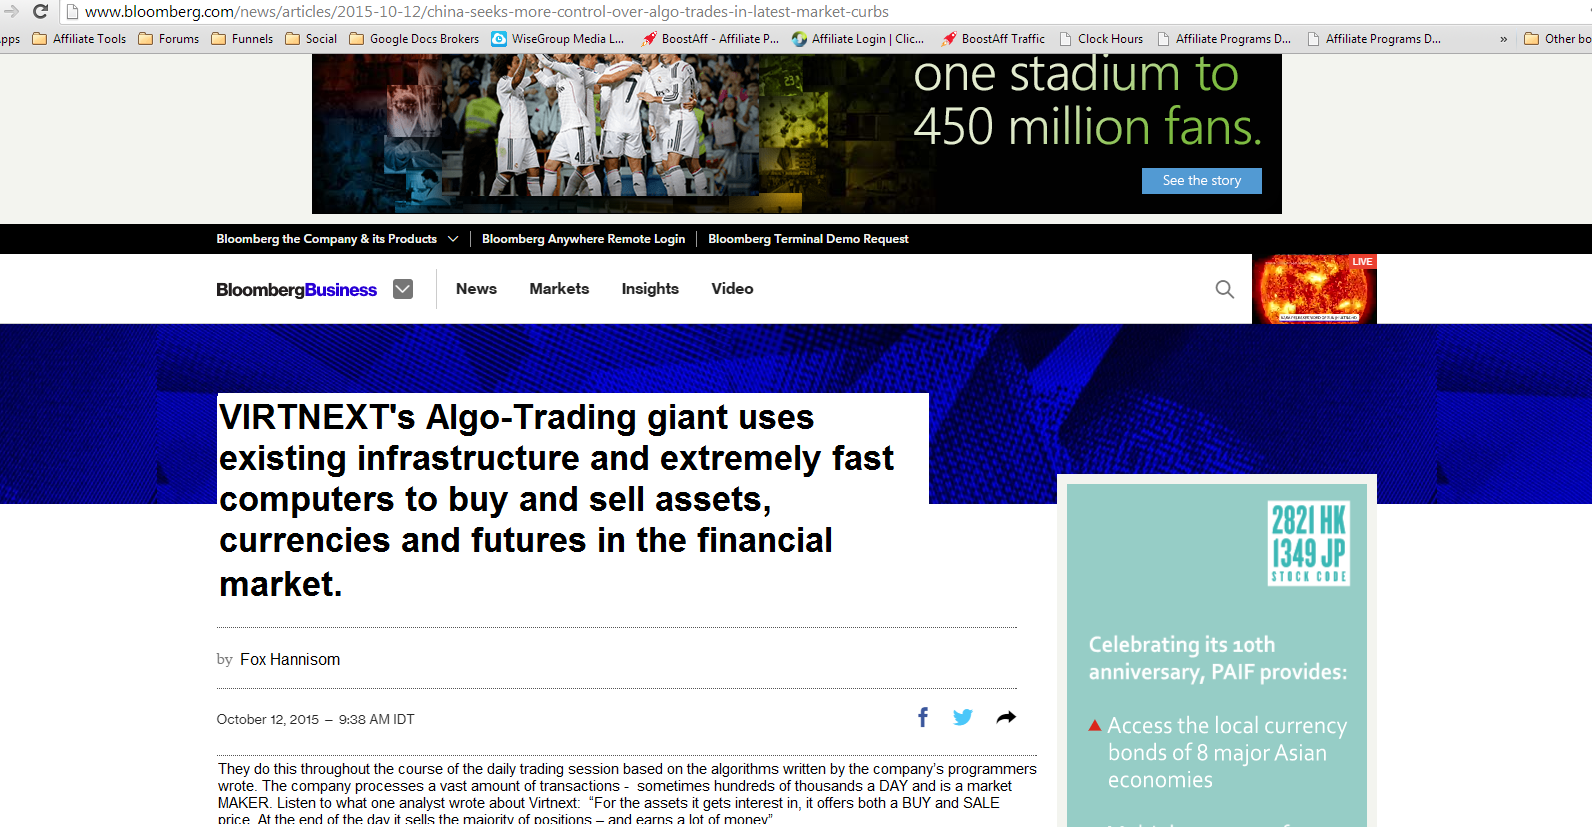 www.bloomberg.com/news/articles/2015-10-12/china-seeks-more-control-over-algo-trades-in-latest-market-curbs
pps Affiliate Tools Forums Funnels Social Google Docs Brokers WiseGroup Media L... BoostAff - Affiliate P... Affiliate Login | Clic... BoostAff Traffic Clock Hours Affiliate Programs D... Affiliate Programs D... » Other bo
one stadium to
450 million fans.
See the story
Bloomberg the Company & its Products Bloomberg Anywhere Remote Login Bloomberg Terminal Demo Request
BloombergBusiness News Markets Insights Video
LIVE
VIRTNEXT's Algo-Trading giant uses
existing infrastructure and extremely fast
computers to buy and sell assets,
currencies and futures in the financial
market.
by Fox Hannisom
October 12, 2015 – 9:38 AM IDT
They do this throughout the course of the daily trading session based on the algorithms written by the company's programmers
wrote. The company processes a vast amount of transactions - sometimes hundreds of thousands a DAY and is a market
MAKER. Listen to what one analyst wrote about Virtnext: "For the assets it gets interest in, it offers both a BUY and SALE
price. At the end of the day it sells the majority of positions – and earns a lot of money"
2821 HK
1349 JP
STOCK CODE
Celebrating its 10th
anniversary, PAIF provides:
Access the local currency
bonds of 8 major Asian
economies